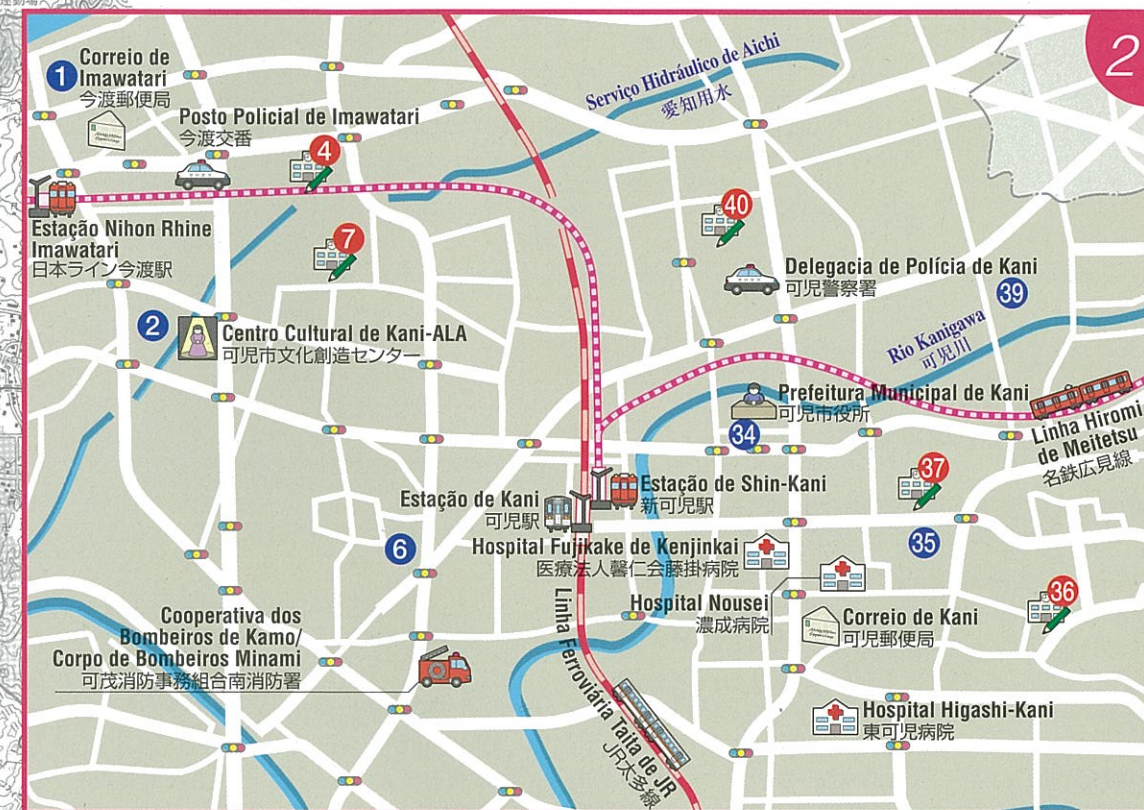 2
1
Correio de
Imawatari
今渡郵便局
Posto Policial de Imawatari
今渡交番
4
Serviço Hidráulico de Aichi
愛知用水
Estação Nihon Rhine
Imawatari
日本ライン今渡駅
7
40
Delegacia de Polícia de Kani
可児警察署
39
2
Centro Cultural de Kani-ALA
可児市文化創造センター
Rio Kanigawa
可児川
Prefeitura Municipal de Kani
可児市役所
34
Linha Hiromi
de Meitetsu
名鉄広見線
37
Estação de Kani
可児駅
Estação de Shin-Kani
新可児駅
6
35
Hospital Fujikake de Kenjinkai
医療法人馨仁会藤掛病院
Hospital Nousei
濃成病院
36
Correio de Kani
可児郵便局
Cooperativa dos
Bombeiros de Kamo/
Corpo de Bombeiros Minami
可茂消防事務組合南消防署
Linha Ferroviária Taita de JR
JR太多線
Hospital Higashi-Kani
東可児病院